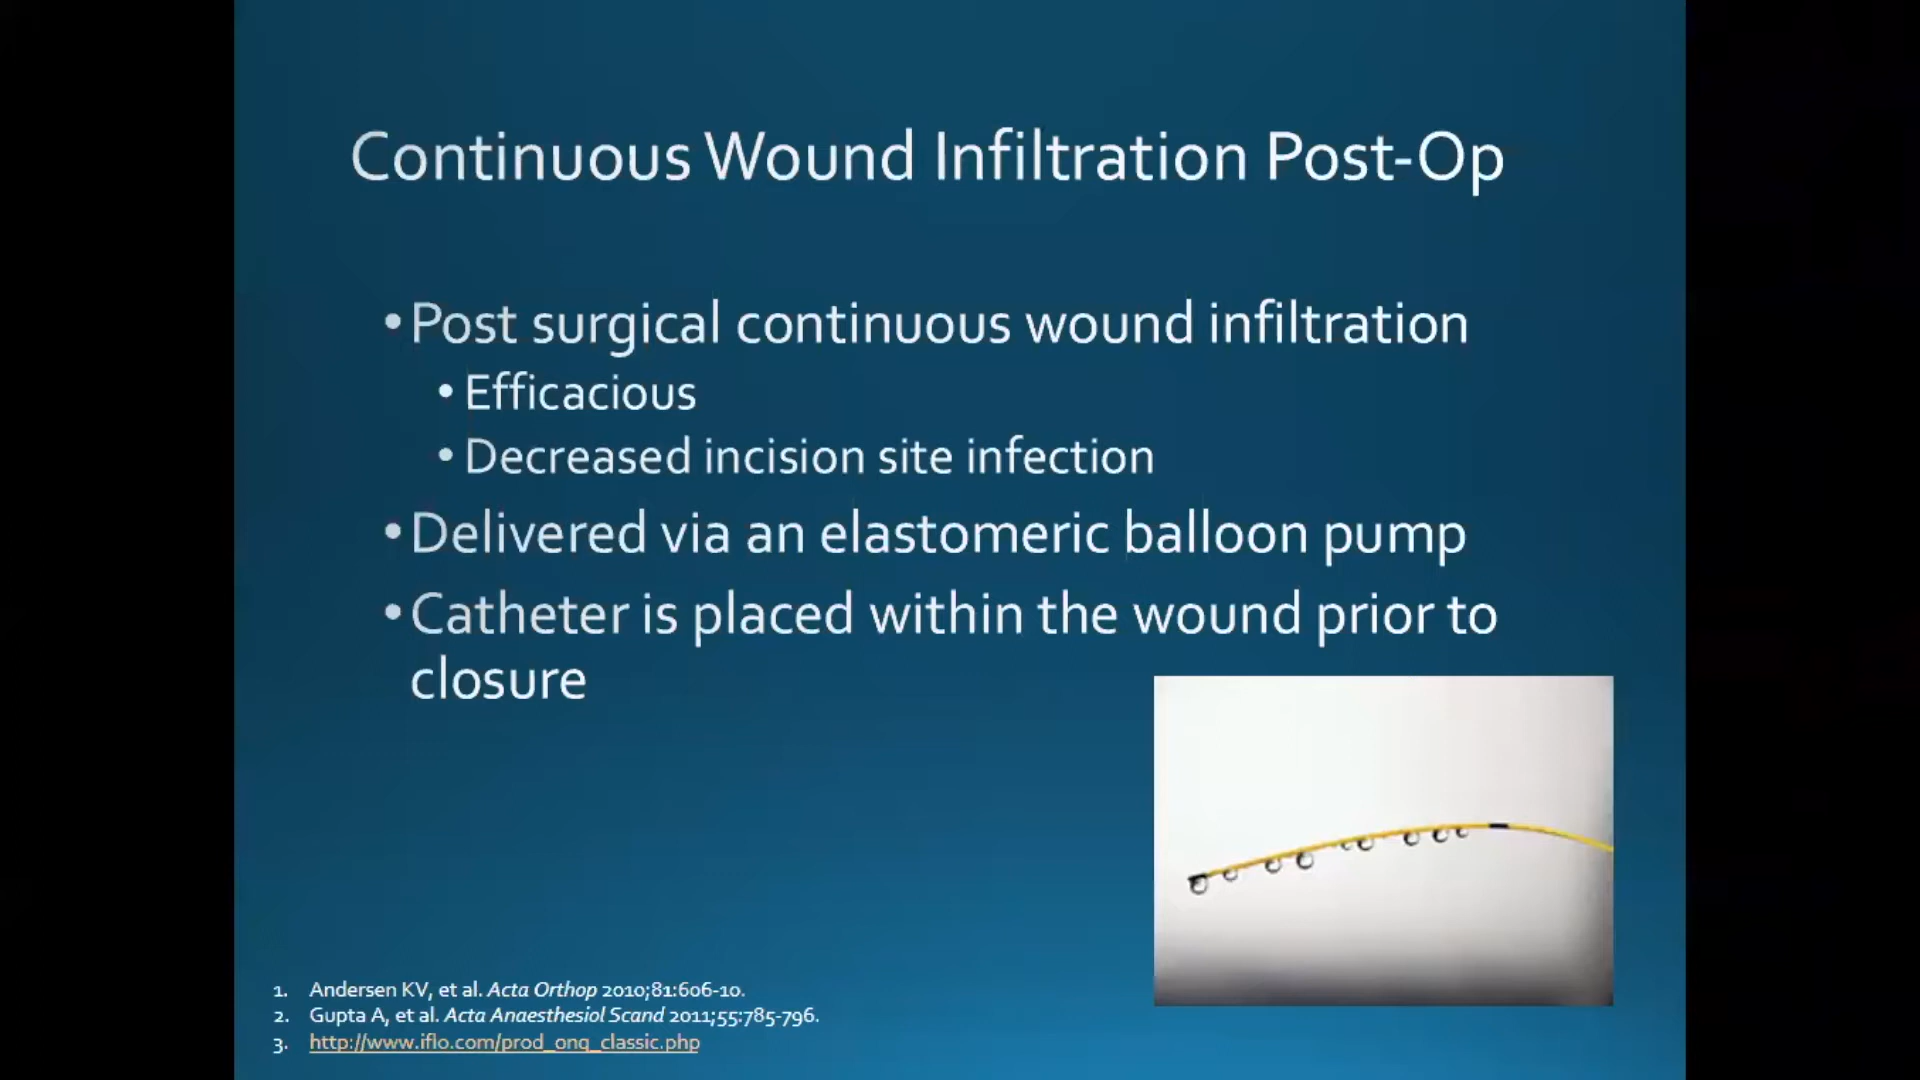 Continuous Wound Infiltration Post-Op
•Post surgical continuous wound infiltration
•Efficacious
•Decreased incision site infection
•Delivered via an elastomeric balloon pump
•Catheter is placed within the wound prior to
closure
1. Andersen KV, et al. Acta Orthop 2010;81:606-10.
2. Gupta A, et al. Acta Anaesthesiol Scand 2011;55:785-796.
3. http://www.iflo.com/prod_onq_classic.php